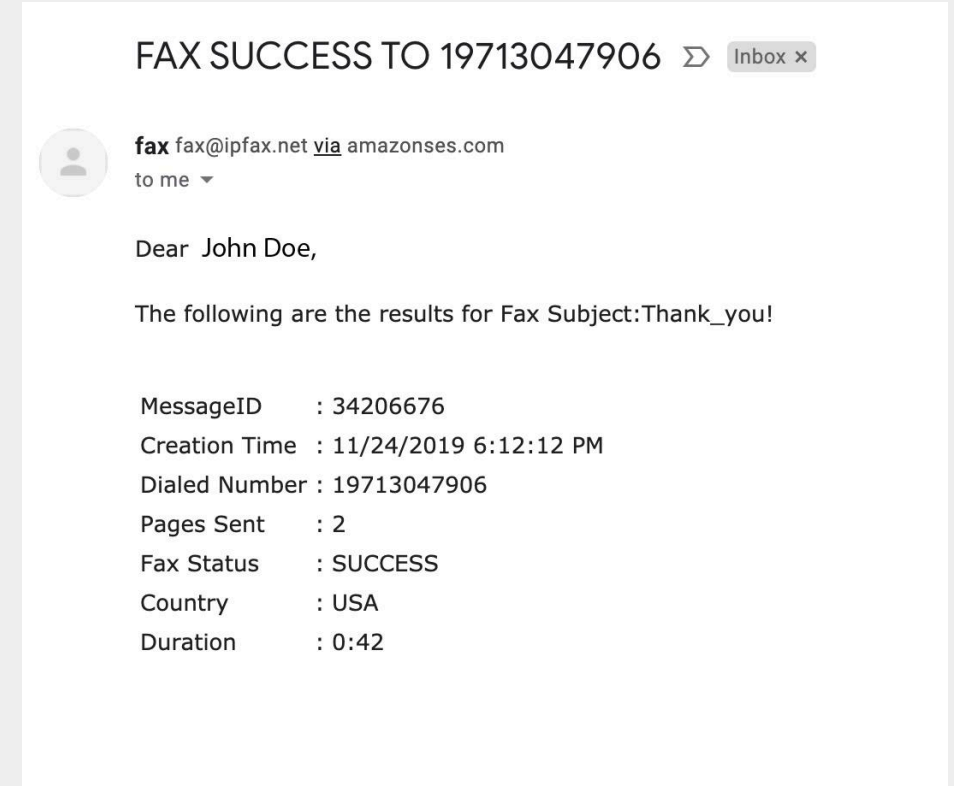 FAX SUCCESS TO 19713047906 Inbox ×
fax fax@ipfax.net via amazonses.com
to me
Dear John Doe,
The following are the results for Fax Subject:Thank_you!
MessageID : 34206676
Creation Time : 11/24/2019 6:12:12 PM
Dialed Number : 19713047906
Pages Sent : 2
Fax Status : SUCCESS
Country : USA
Duration : 0:42